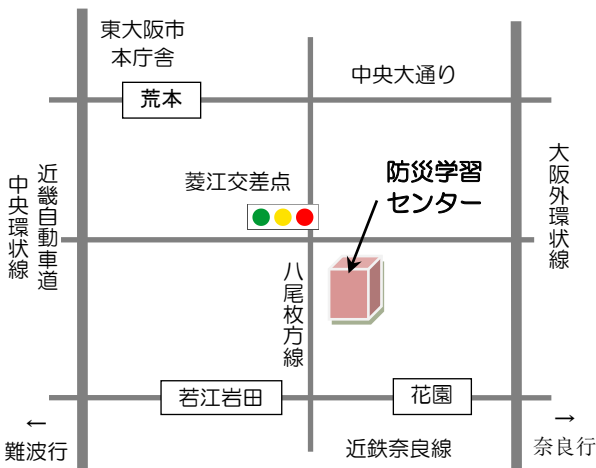 東大阪市
本庁舎
中央大通り
荒本
近畿自動車道
中央環状線
菱江交差点
防災学習
センター
大阪外環状線
八尾枚方線
若江岩田
花園
←
難波行
近鉄奈良線
→
奈良行